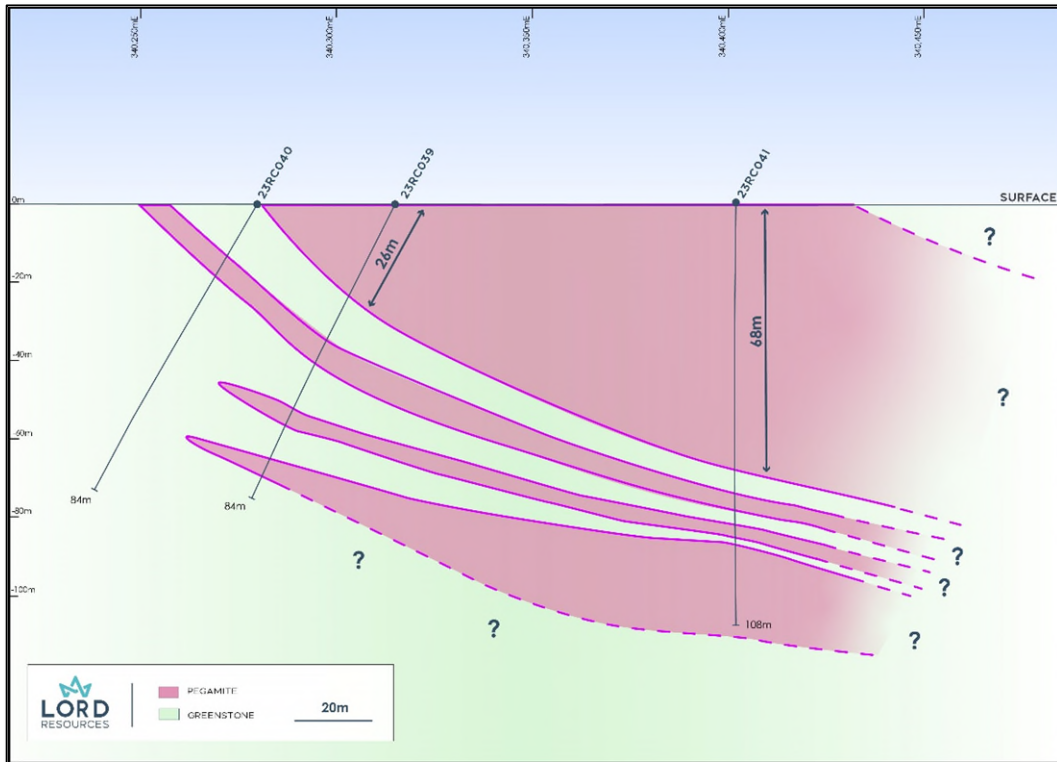 340,250mE
340,300mE
340,350mE
340,400mE
340,450mE
23RC040
23RC039
23RC041
0m
SURFACE
?
26m
-20m
68m
-40m
?
-60m
84m
84m
-80m
?
?
?
-100m
108m
?
?
LORD
RESOURCES
PEGAMITE
GREENSTONE
20m